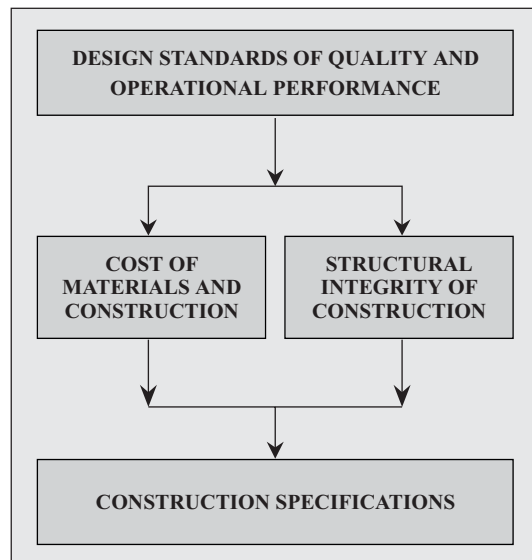 DESIGN STANDARDS OF QUALITY AND
OPERATIONAL PERFORMANCE
COST OF
MATERIALS AND
CONSTRUCTION
STRUCTURAL
INTEGRITY OF
CONSTRUCTION
CONSTRUCTION SPECIFICATIONS